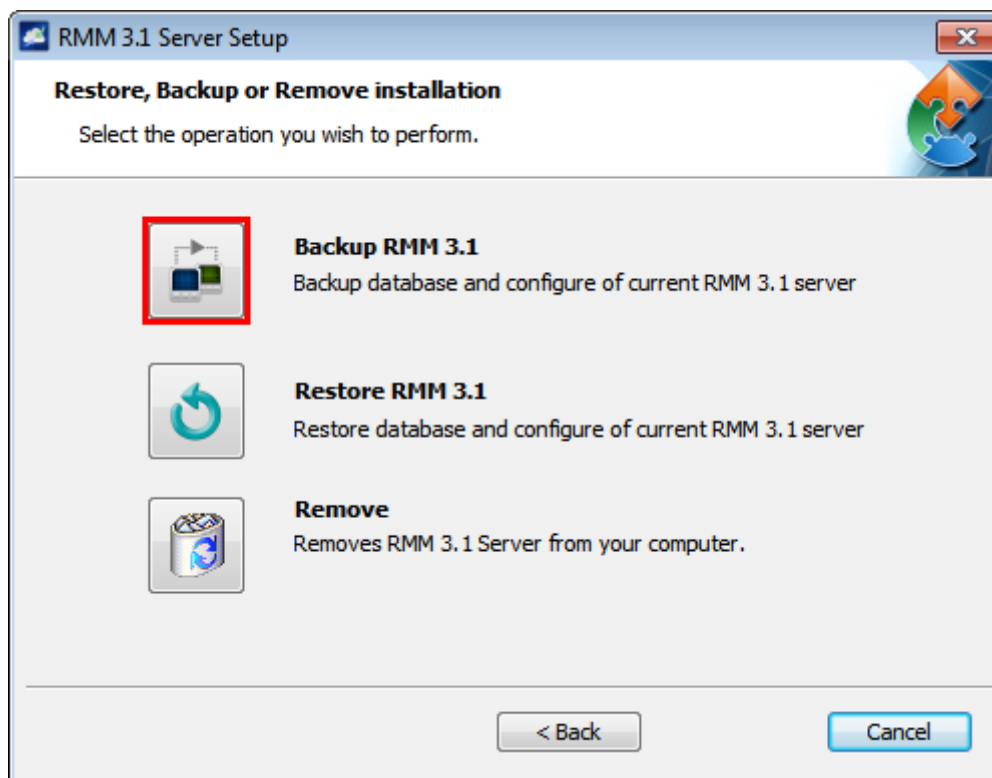 RMM 3.1 Server Setup
Restore, Backup or Remove installation
Select the operation you wish to perform.
Backup RMM 3.1
Backup database and configure of current RMM 3.1 server
Restore RMM 3.1
Restore database and configure of current RMM 3.1 server
Remove
Removes RMM 3.1 Server from your computer.
< Back
Cancel